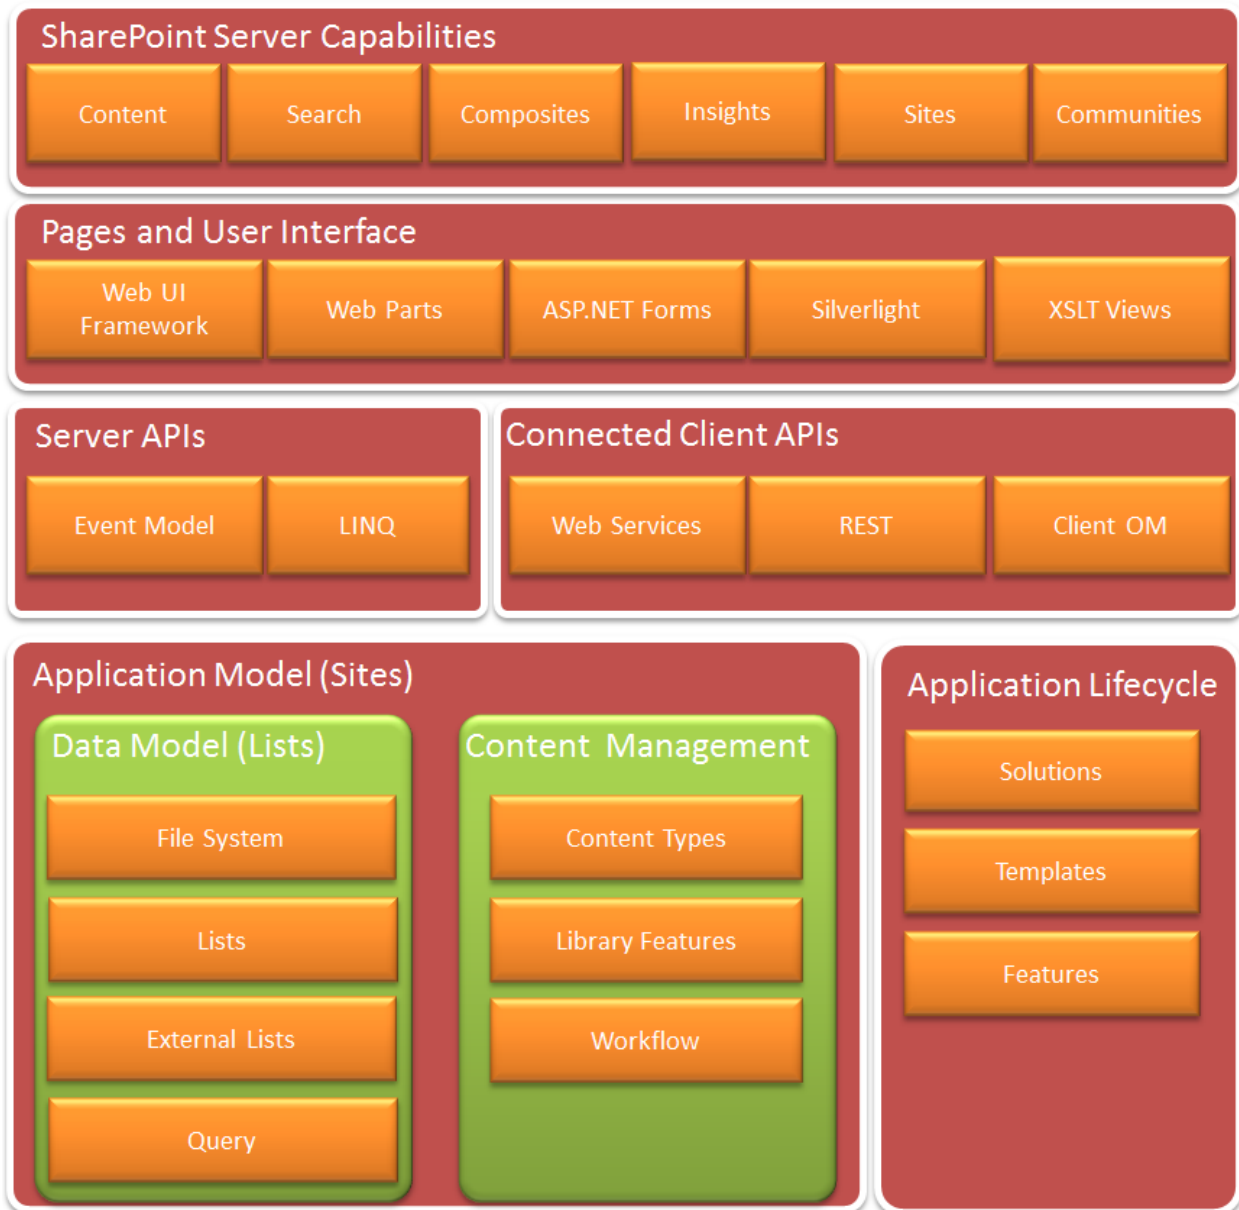 SharePoint Server Capabilities
Content
Search
Composites
Insights
Sites
Communities
Pages and User Interface
Web UI
Framework
Web Parts
ASP.NET Forms
Silverlight
XSLT Views
Server APIs
Event Model
LINQ
Connected Client APIs
Web Services
REST
Client OM
Application Model (Sites)
Data Model (Lists)
File System
Lists
External Lists
Query
Content Management
Content Types
Library Features
Workflow
Application Lifecycle
Solutions
Templates
Features